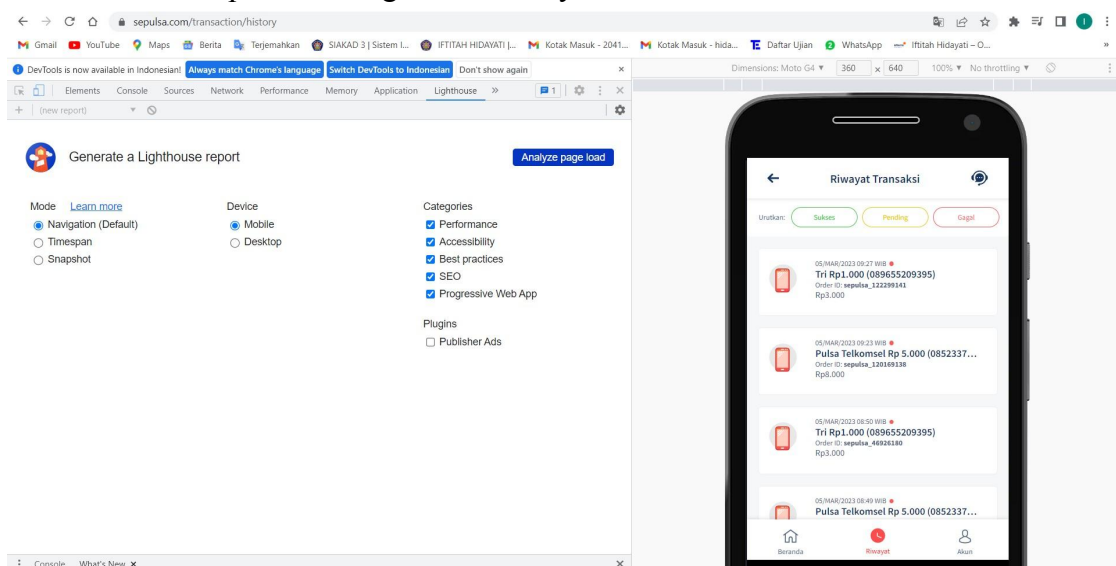 sepulsa.com/transaction/history
Gmail YouTube Maps Berita Terjemahkan SIAKAD 3 | Sistem I... IFTITAH HIDAYATI |... Kotak Masuk - 2041... Kotak Masuk - hida... Daftar Ujian WhatsApp Iftitah Hidayati – O... »
DevTools is now available in Indonesian! Always match Chrome's language Switch DevTools to Indonesian Don't show again ×
Dimensions: Moto G4 ▼ 360 x 640 100% ▼ No throttling ▼
Elements Console Sources Network Performance Memory Application Lighthouse » 1
+ (new report) ▼
Generate a Lighthouse report
Analyze page load
Mode Learn more
Navigation (Default)
Timespan
Snapshot
Device
Mobile
Desktop
Categories
Performance
Accessibility
Best practices
SEO
Progressive Web App
Plugins
Publisher Ads
Console What's New ×
Riwayat Transaksi
Urutkan: Sukses Pending Gagal
05/MAR/2023 09:27 WIB
Tri Rp1.000 (089655209395)
Order ID: sepulsa_122299141
Rp3.000
05/MAR/2023 09:23 WIB
Pulsa Telkomsel Rp 5.000 (0852337...
Order ID: sepulsa_120169138
Rp8.000
05/MAR/2023 08:50 WIB
Tri Rp1.000 (089655209395)
Order ID: sepulsa_46926180
Rp3.000
05/MAR/2023 08:49 WIB
Pulsa Telkomsel Rp 5.000 (0852337...
Beranda Riwayat Akun